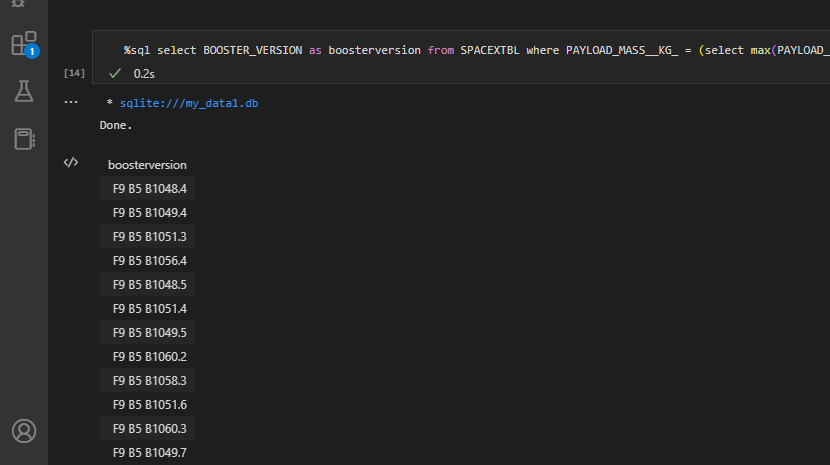 1
%sql select BOOSTER_VERSION as boosterversion from SPACEXTBL where PAYLOAD_MASS__KG_ = (select max(PAYLOAD_
[14]
0.2s
* sqlite:///my_data1.db
Done.
boosterversion
F9 B5 B1048.4
F9 B5 B1049.4
F9 B5 B1051.3
F9 B5 B1056.4
F9 B5 B1048.5
F9 B5 B1051.4
F9 B5 B1049.5
F9 B5 B1060.2
F9 B5 B1058.3
F9 B5 B1051.6
F9 B5 B1060.3
F9 B5 B1049.7